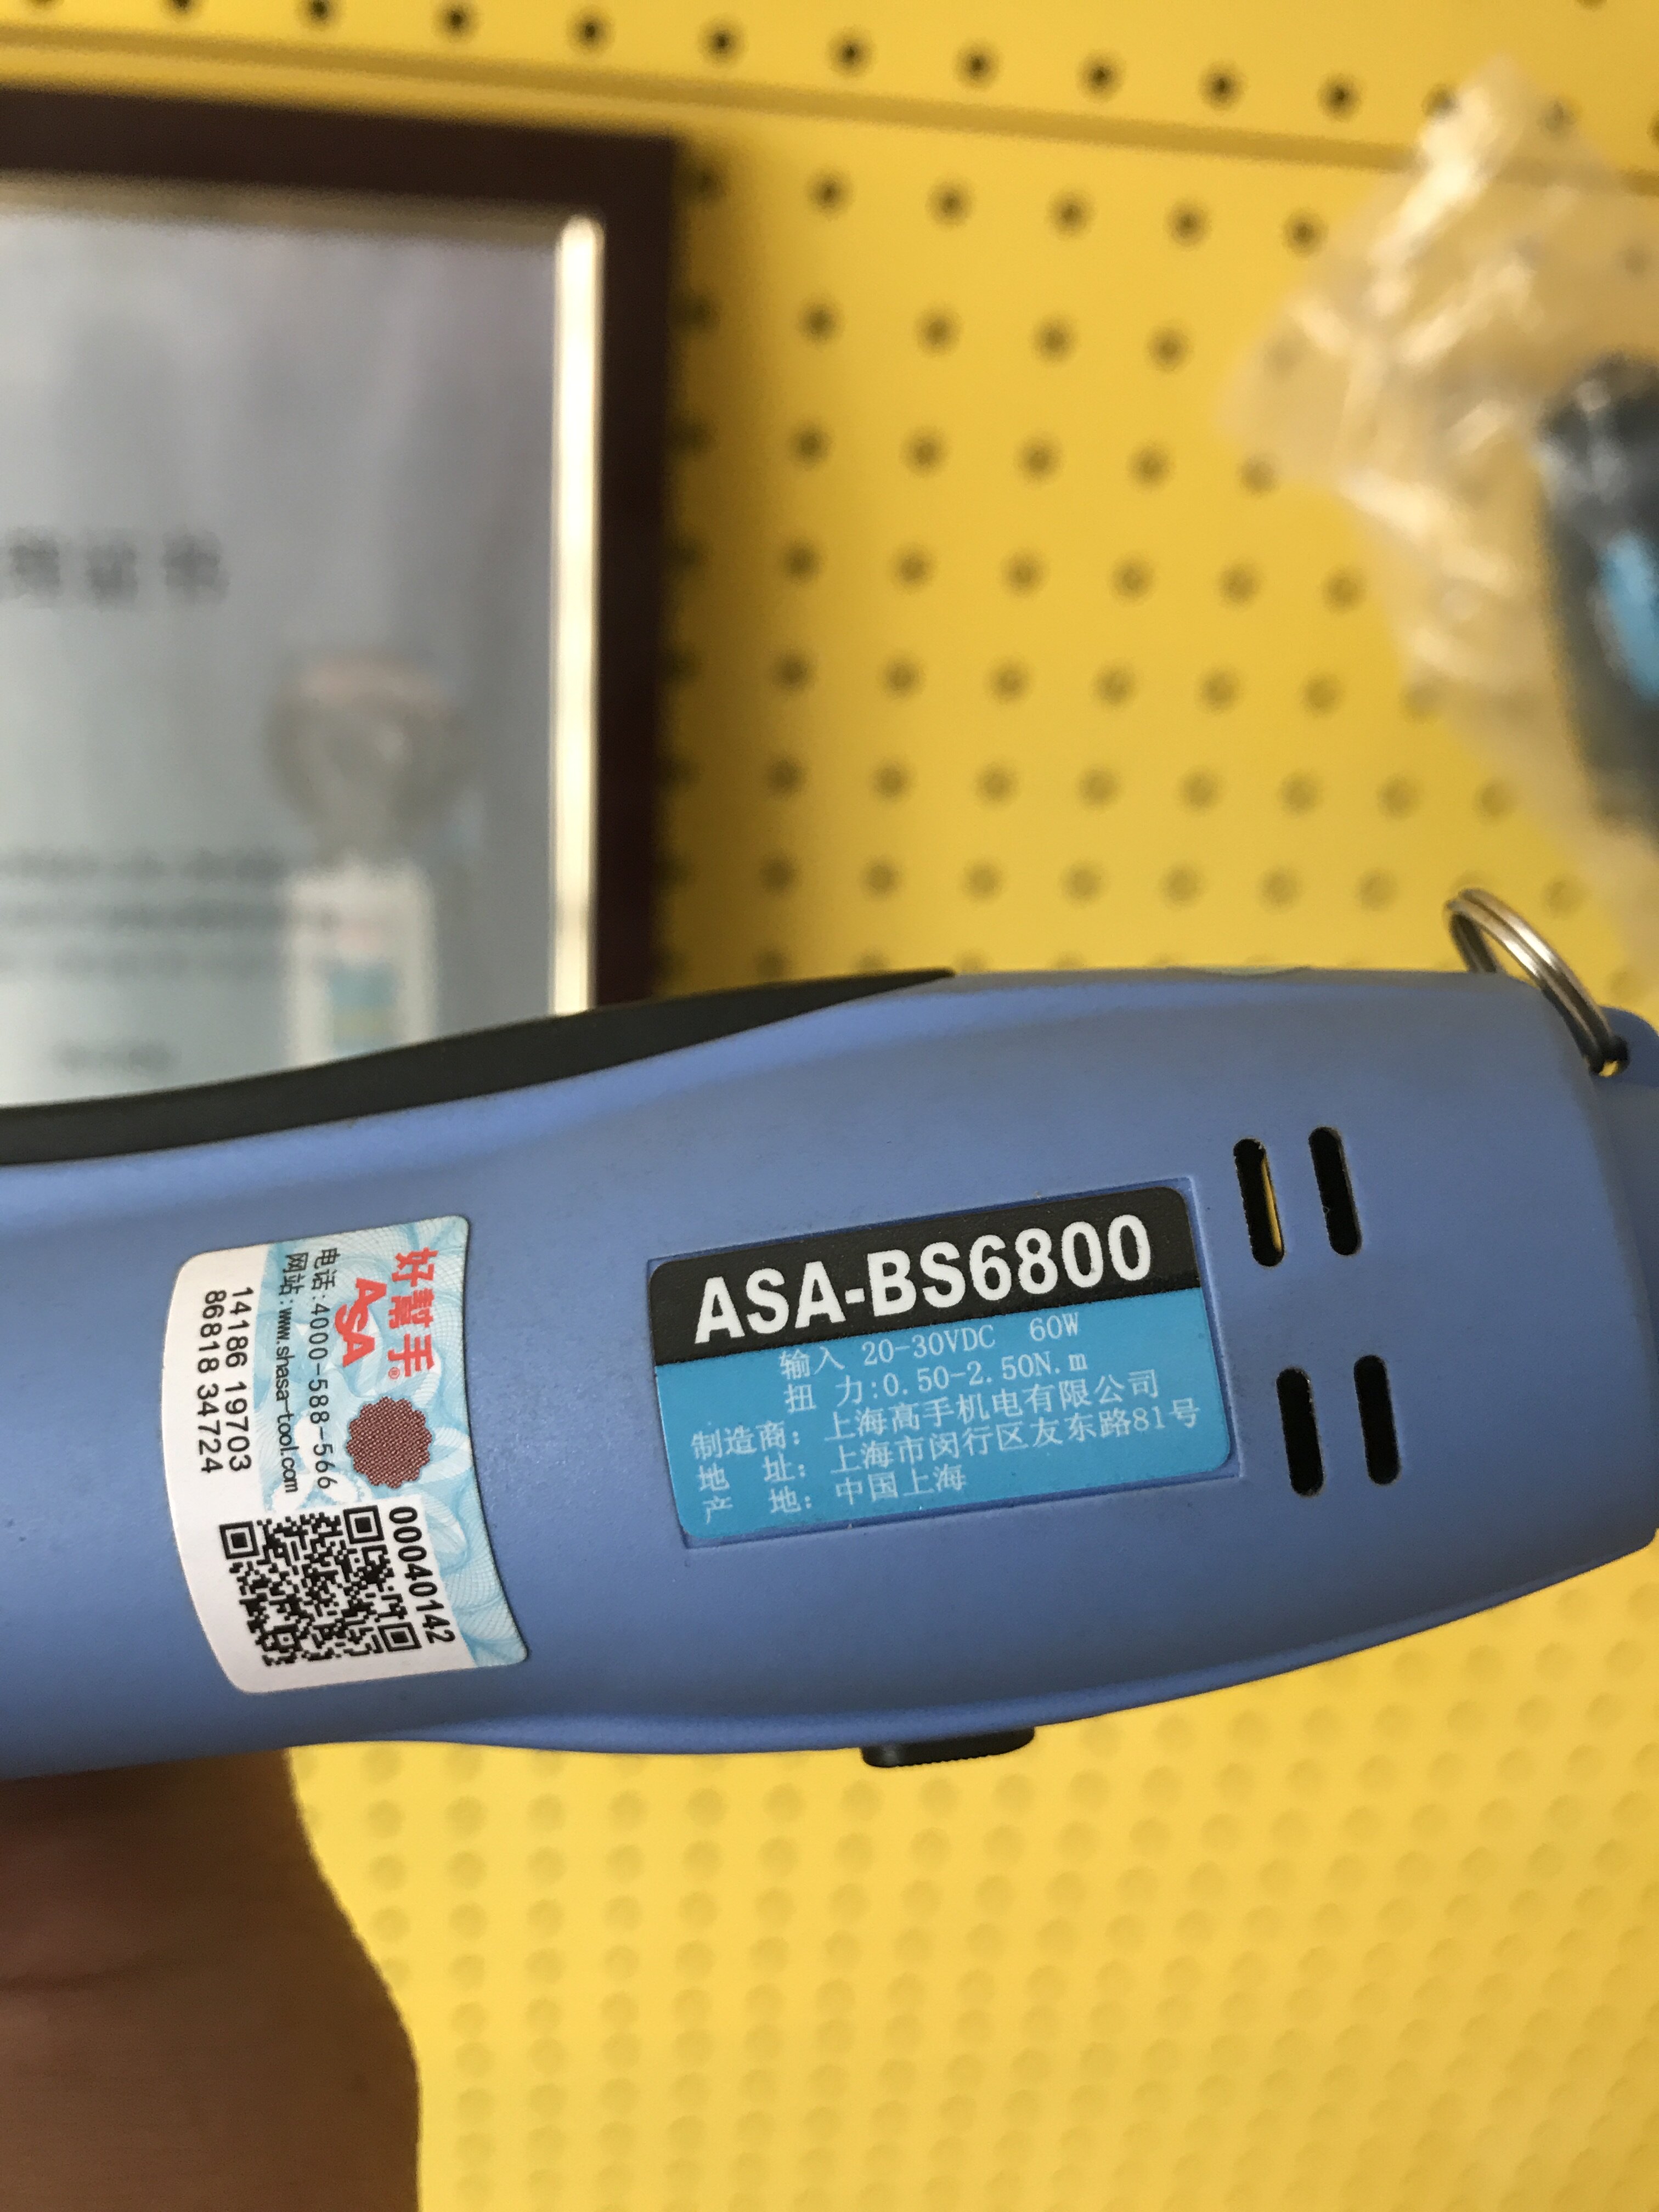 ASA-BS6800
输入 20-30VDC 60W
扭 力:0.50-2.50N.m
制造商: 上海高手机电有限公司
地 址: 上海市闵行区友东路81号
产 地: 中国上海
好幫手®
ASA
电话:4000-588-566
网站:www.shasa-tool.com
14186 19703
86818 34724
00040142
证书